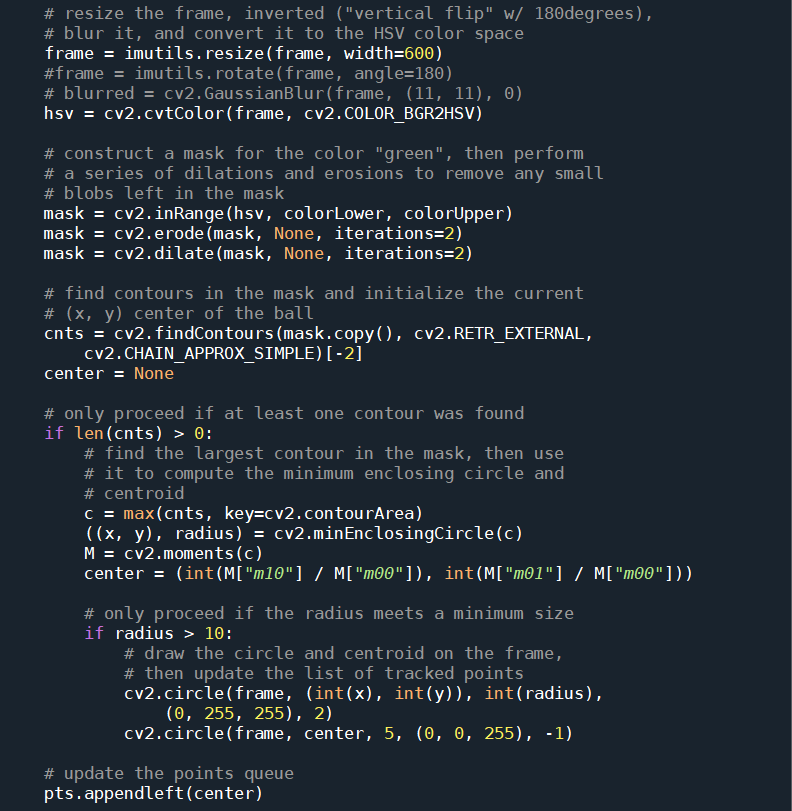 # resize the frame, inverted ("vertical flip" w/ 180degrees),
# blur it, and convert it to the HSV color space
frame = imutils.resize(frame, width=600)
#frame = imutils.rotate(frame, angle=180)
# blurred = cv2.GaussianBlur(frame, (11, 11), 0)
hsv = cv2.cvtColor(frame, cv2.COLOR_BGR2HSV)

# construct a mask for the color "green", then perform
# a series of dilations and erosions to remove any small
# blobs left in the mask
mask = cv2.inRange(hsv, colorLower, colorUpper)
mask = cv2.erode(mask, None, iterations=2)
mask = cv2.dilate(mask, None, iterations=2)

# find contours in the mask and initialize the current
# (x, y) center of the ball
cnts = cv2.findContours(mask.copy(), cv2.RETR_EXTERNAL,
    cv2.CHAIN_APPROX_SIMPLE)[-2]
center = None

# only proceed if at least one contour was found
if len(cnts) > 0:
    # find the largest contour in the mask, then use
    # it to compute the minimum enclosing circle and
    # centroid
    c = max(cnts, key=cv2.contourArea)
    ((x, y), radius) = cv2.minEnclosingCircle(c)
    M = cv2.moments(c)
    center = (int(M["m10"] / M["m00"]), int(M["m01"] / M["m00"]))

    # only proceed if the radius meets a minimum size
    if radius > 10:
        # draw the circle and centroid on the frame,
        # then update the list of tracked points
        cv2.circle(frame, (int(x), int(y)), int(radius),
            (0, 255, 255), 2)
        cv2.circle(frame, center, 5, (0, 0, 255), -1)

# update the points queue
pts.appendleft(center)